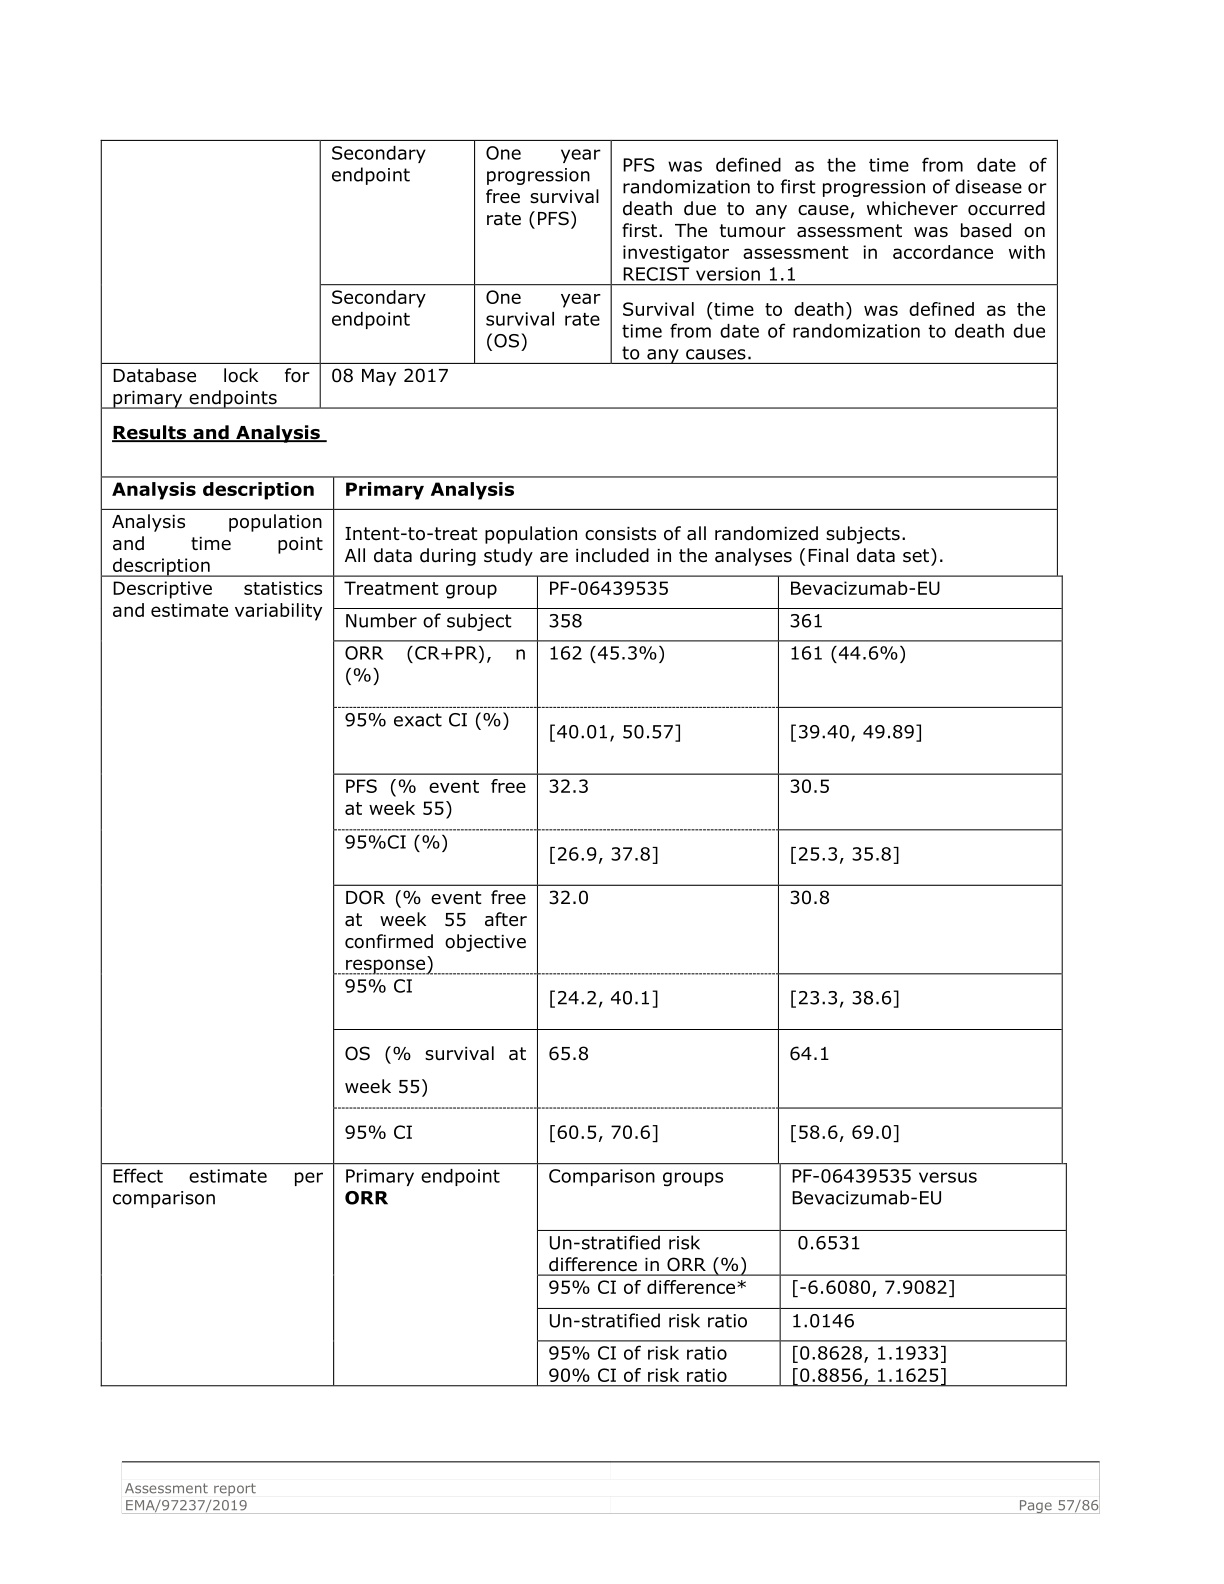 Secondary endpoint
One year progression free survival rate (PFS)
PFS was defined as the time from date of
randomization to first progression of disease or
death due to any cause, whichever occurred
first. The tumour assessment was based on
investigator assessment in accordance with
RECIST version 1.1
Secondary endpoint
One year survival rate (OS)
Survival (time to death) was defined as the
time from date of randomization to death due
to any causes.
Database lock for
primary endpoints
08 May 2017
Results and Analysis
Analysis description
Primary Analysis
Analysis population
and time point
description
Intent-to-treat population consists of all randomized subjects.
All data during study are included in the analyses (Final data set).
Descriptive statistics
and estimate variability
Treatment group
PF-06439535
Bevacizumab-EU
Number of subject
358
361
ORR (CR+PR), n
(%)
162 (45.3%)
161 (44.6%)
95% exact CI (%)
[40.01, 50.57]
[39.40, 49.89]
PFS (% event free
at week 55)
32.3
30.5
95%CI (%)
[26.9, 37.8]
[25.3, 35.8]
DOR (% event free
at week 55 after
confirmed objective
response)
32.0
30.8
95% CI
[24.2, 40.1]
[23.3, 38.6]
OS (% survival at
week 55)
65.8
64.1
95% CI
[60.5, 70.6]
[58.6, 69.0]
Effect estimate per
comparison
Primary endpoint
ORR
Comparison groups
PF-06439535 versus
Bevacizumab-EU
Un-stratified risk
difference in ORR (%)
0.6531
95% CI of difference*
[-6.6080, 7.9082]
Un-stratified risk ratio
1.0146
95% CI of risk ratio
90% CI of risk ratio
[0.8628, 1.1933]
[0.8856, 1.1625]
Assessment report
EMA/97237/2019
Page 57/86